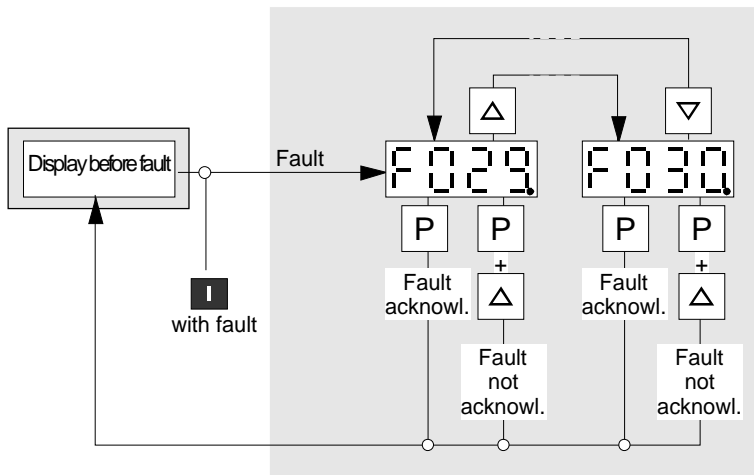 Display before fault
Fault
F029.
F030.
P
P
P
P
I
with fault
Fault
acknowl.
+
Fault
not
acknowl.
Fault
acknowl.
+
Fault
not
acknowl.